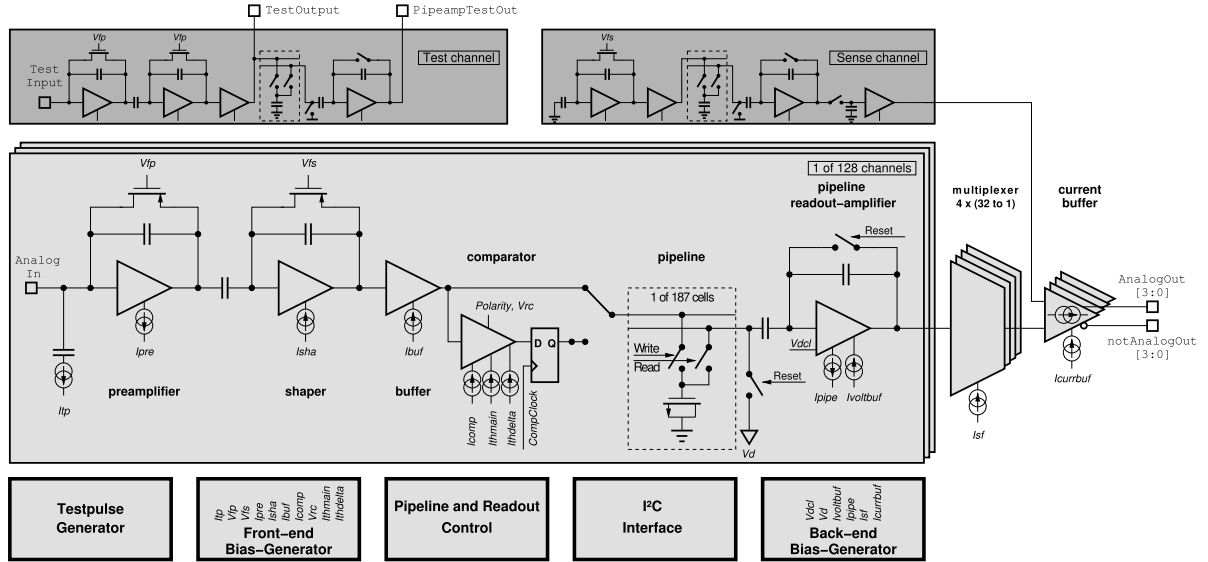 TestOutput
PipeampTestOut
Vfp
Vfp
Test
Input
Test channel
Vfs
Sense channel
1 of 128 channels
Vfp
Vfs
pipeline
readout−amplifier
multiplexer
4 x (32 to 1)
current
buffer
Reset
Analog
In
comparator
pipeline
1 of 187 cells
Polarity, Vrc
AnalogOut
[3:0]
notAnalogOut
[3:0]
D Q
Write
Read
Vdcl
Reset
Ipre
Isha
Ibuf
Ipipe
Ivoltbuf
Icurrbuf
preamplifier
shaper
buffer
Itp
Icomp
Ithmain
Ithdelta
CompClock
Vd
Isf
Testpulse
Generator
Itp
Vfp
Vfs
Ipre
Isha
Ibuf
Icomp
Vrc
Ithmain
Ithdelta
Front−end
Bias−Generator
Pipeline and Readout
Control
I²C
Interface
Vdcl
Vd
Ivoltbuf
Ipipe
Isf
Icurrbuf
Back−end
Bias−Generator